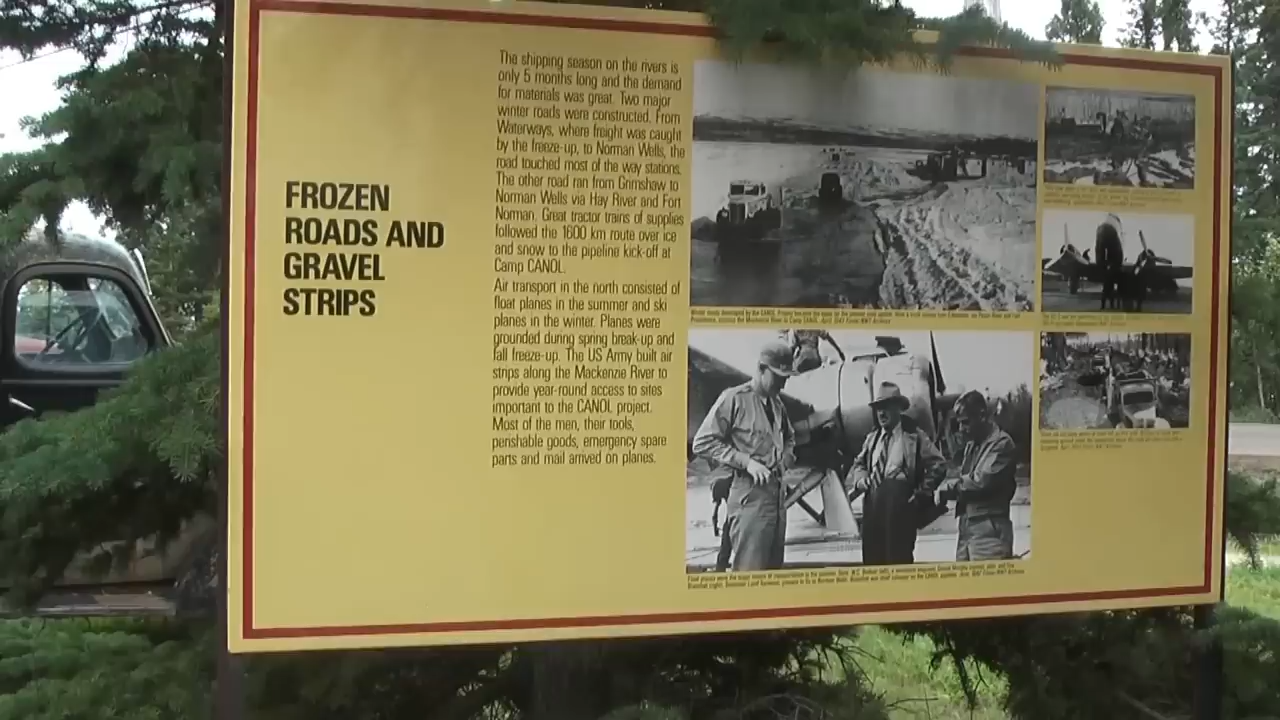 FROZEN
ROADS AND
GRAVEL
STRIPS
The shipping season on the rivers is
only 5 months long and the demand
for materials was great. Two major
winter roads were constructed. From
Waterways, where freight was caught
by the freeze-up, to Norman Wells, the
road touched most of the way stations.
The other road ran from Grimshaw to
Norman Wells via Hay River and Fort
Norman. Great tractor trains of supplies
followed the 1600 km route over ice
and snow to the pipeline kick-off at
Camp CANOL.
Air transport in the north consisted of
float planes in the summer and ski
planes in the winter. Planes were
grounded during spring break-up and
fall freeze-up. The US Army built air
strips along the Mackenzie River to
provide year-round access to sites
important to the CANOL project.
Most of the men, their tools,
perishable goods, emergency spare
parts and mail arrived on planes.